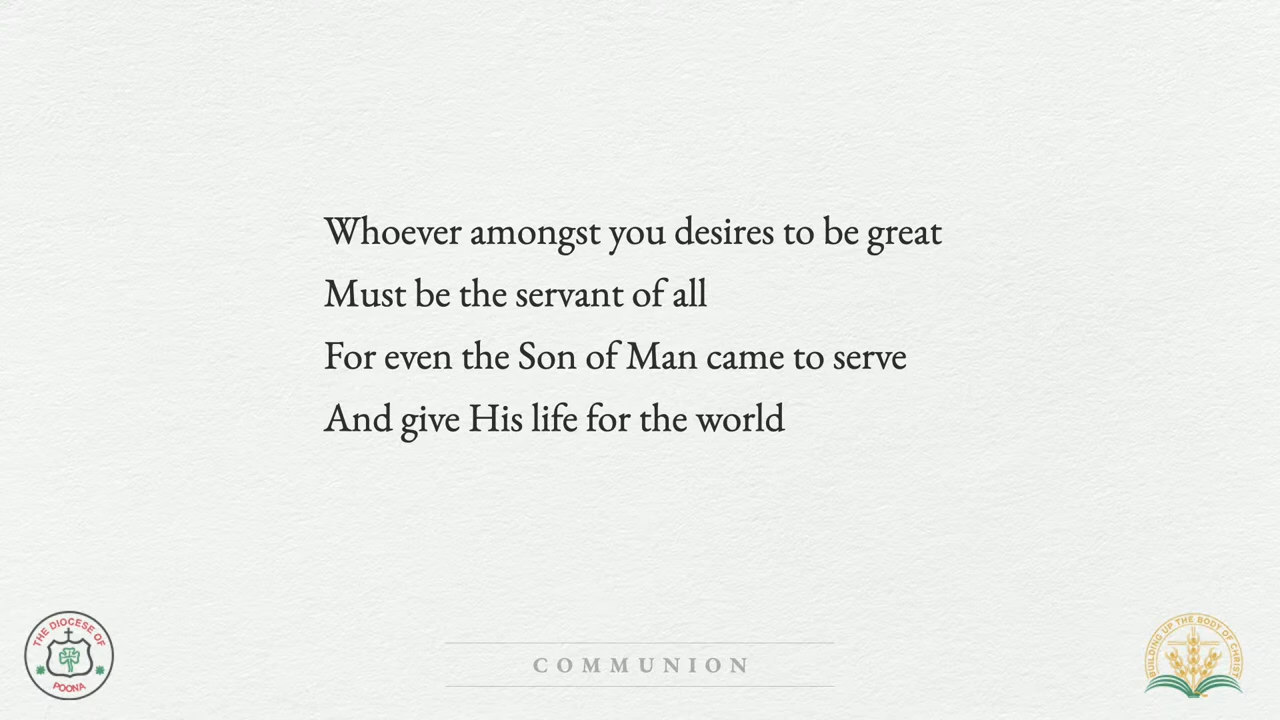 Whoever amongst you desires to be great
Must be the servant of all
For even the Son of Man came to serve
And give His life for the world
THE DIOCESE OF
POONA
COMMUNION
BUILDING UP THE BODY OF CHRIST